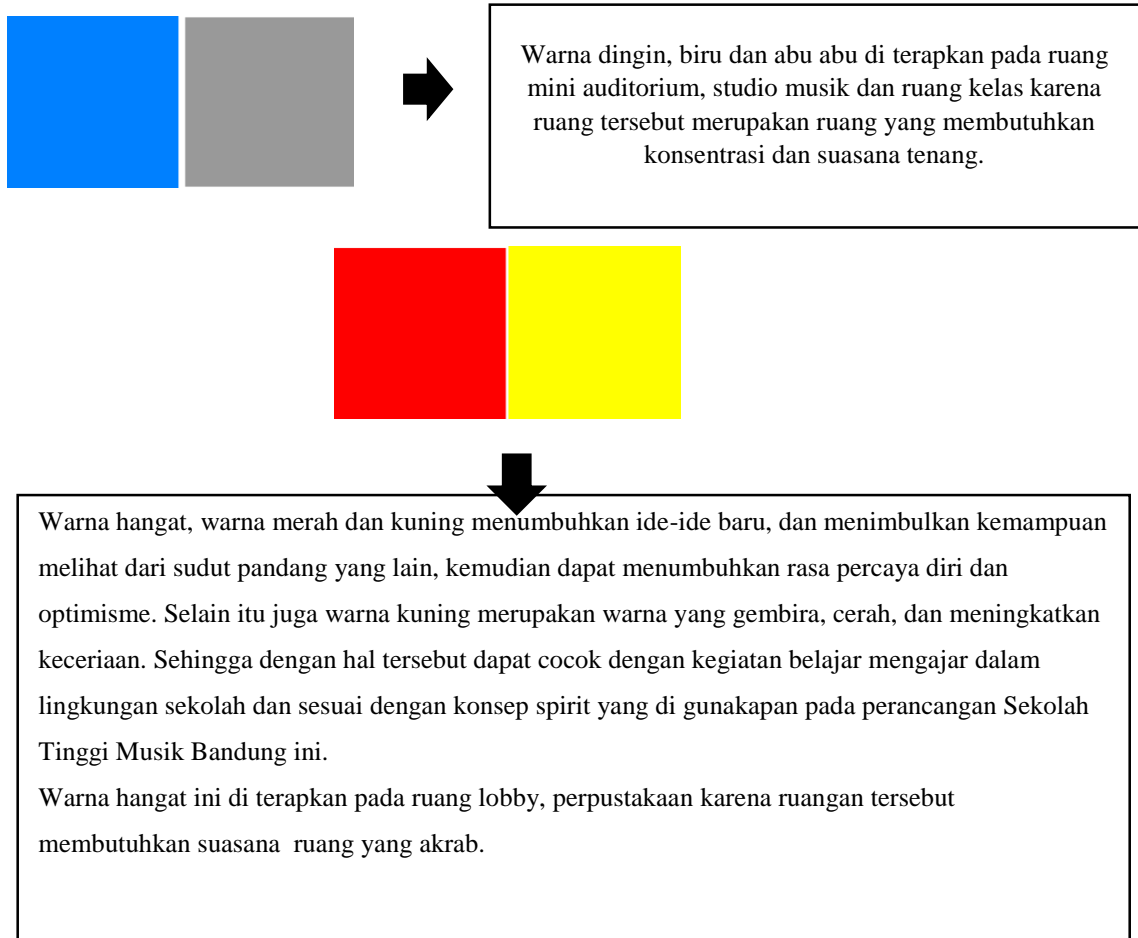 Warna dingin, biru dan abu abu di terapkan pada ruang
mini auditorium, studio musik dan ruang kelas karena
ruang tersebut merupakan ruang yang membutuhkan
konsentrasi dan suasana tenang.
Warna hangat, warna merah dan kuning menumbuhkan ide-ide baru, dan menimbulkan kemampuan
melihat dari sudut pandang yang lain, kemudian dapat menumbuhkan rasa percaya diri dan
optimisme. Selain itu juga warna kuning merupakan warna yang gembira, cerah, dan meningkatkan
keceriaan. Sehingga dengan hal tersebut dapat cocok dengan kegiatan belajar mengajar dalam
lingkungan sekolah dan sesuai dengan konsep spirit yang di gunakapan pada perancangan Sekolah
Tinggi Musik Bandung ini.
Warna hangat ini di terapkan pada ruang lobby, perpustakaan karena ruangan tersebut
membutuhkan suasana ruang yang akrab.